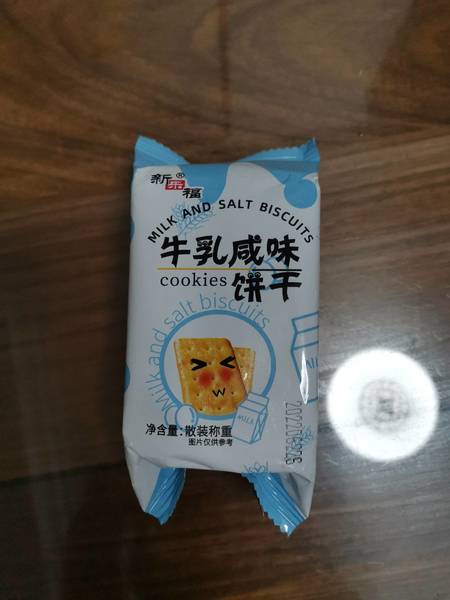 新荣福®
MILK AND SALT BISCUITS
牛乳咸味
cookies 饼干
Milk and salt biscuits
MILK
净含量:散装称重
图片仅供参考